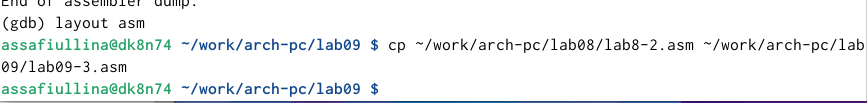 End of assembler dump.
(gdb) layout asm
assafiullina@dk8n74 ~/work/arch-pc/lab09 $ cp ~/work/arch-pc/lab08/lab8-2.asm ~/work/arch-pc/lab
09/lab09-3.asm
assafiullina@dk8n74 ~/work/arch-pc/lab09 $